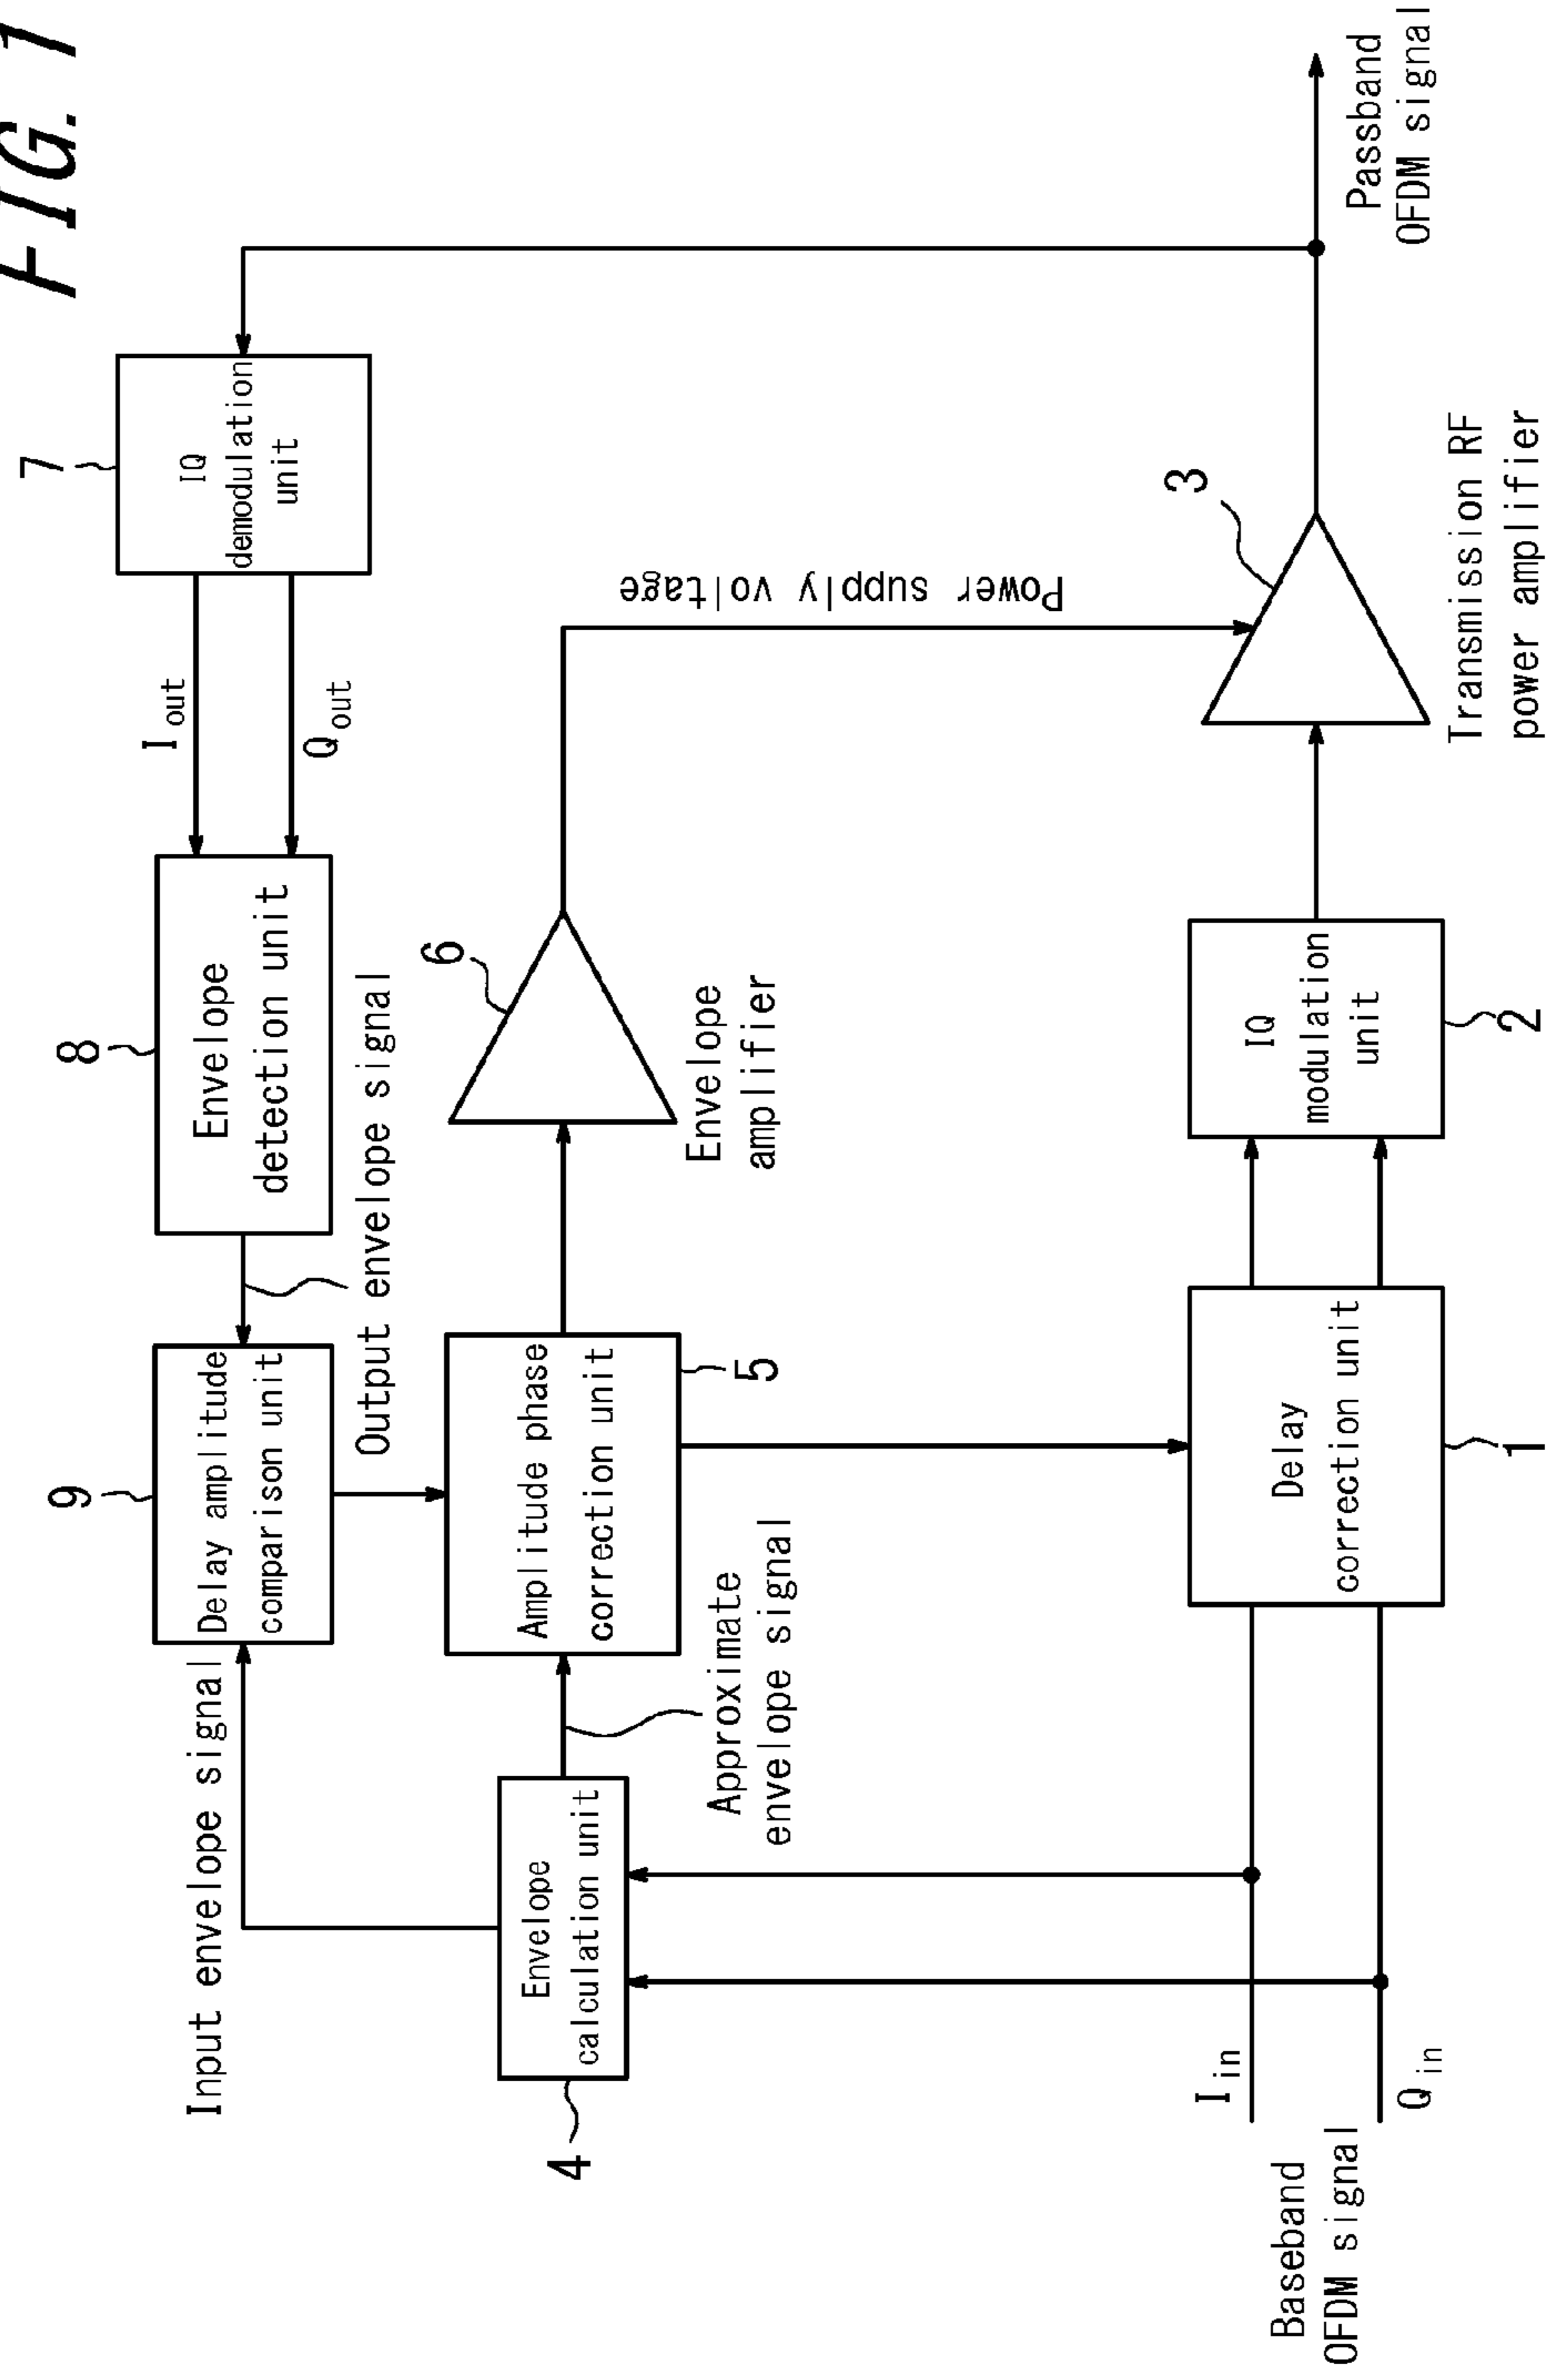 FIG. 1
7
IQ
demodulation
unit
I out
Q out
8
Envelope
detection unit
Output envelope signal
9
Delay amplitude
comparison unit
Input envelope signal
6
Envelope
amplifier
Power supply voltage
5
Amplitude phase
correction unit
Approximate
envelope signal
4
Envelope
calculation unit
3
Transmission RF
power amplifier
Passband
OFDM signal
2
IQ
modulation
unit
1
Delay
correction unit
I in
Q in
Baseband
OFDM signal